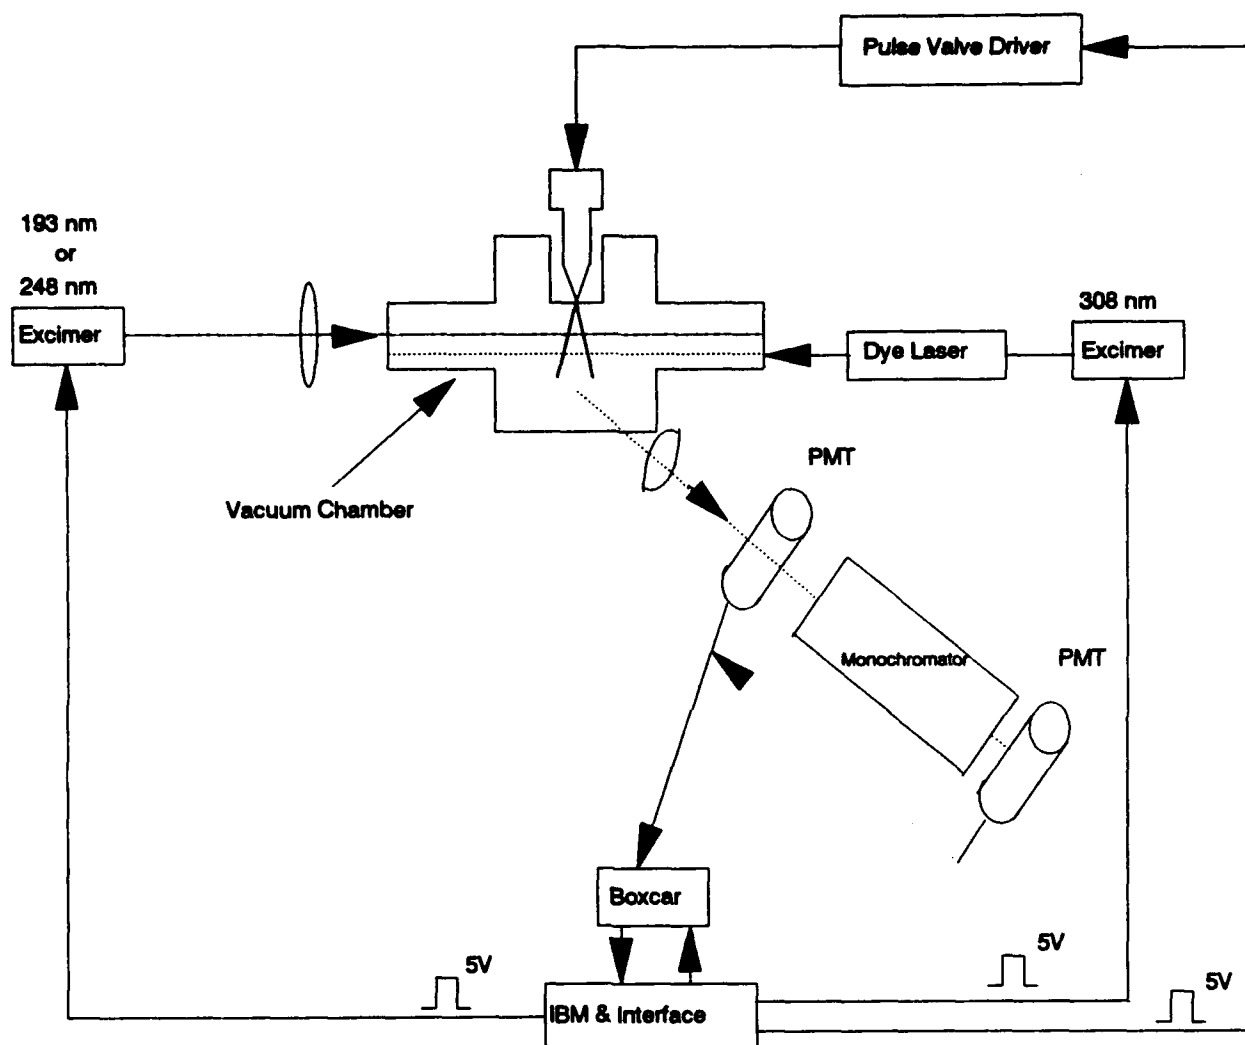 Pulse Valve Driver
193 nm
or
248 nm
Excimer
308 nm
Dye Laser
Excimer
Vacuum Chamber
PMT
Monochromator
PMT
Boxcar
5V
5V
5V
IBM & Interface